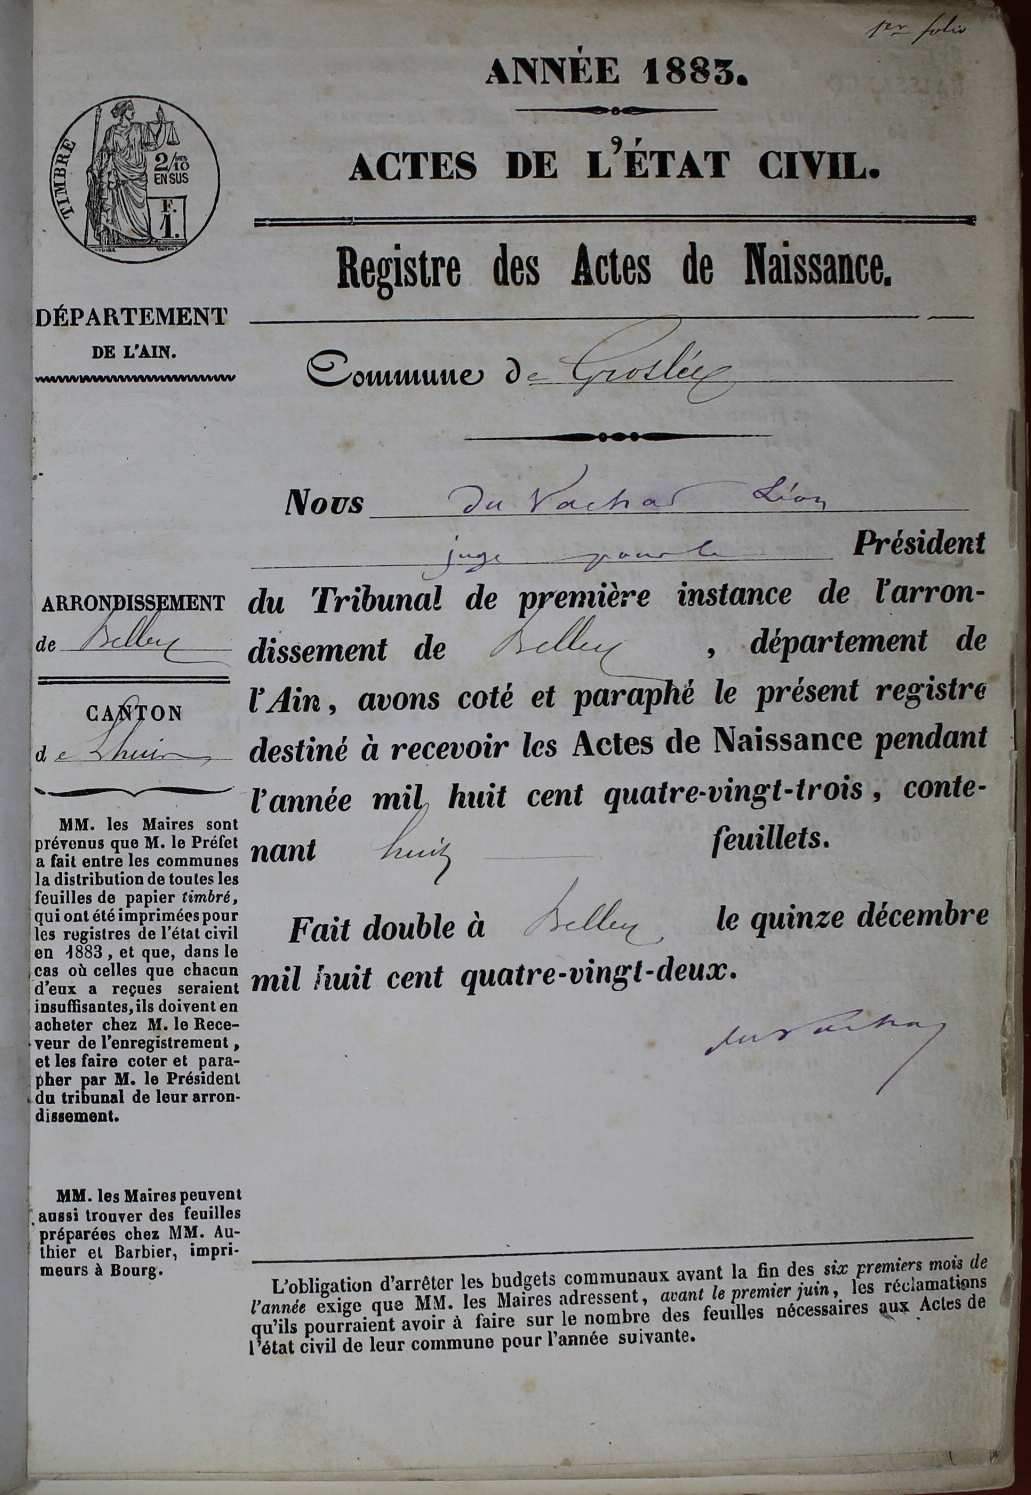 1er folio
ANNÉE 1883.
ACTES DE L'ÉTAT CIVIL.
TIMBRE
2/10 EN SUS
F. 1.
Registre des Actes de Naissance.
DÉPARTEMENT
DE L'AIN.
Commune de Groslée
Nous du Vachat Léon
juge pour le Président
du Tribunal de première instance de l'arron-
dissement de Belley, département de
l'Ain, avons coté et paraphé le présent registre
destiné à recevoir les Actes de Naissance pendant
l'année mil huit cent quatre-vingt-trois, conte-
nant huit feuillets.
Fait double à Belley le quinze décembre
mil huit cent quatre-vingt-deux.
du Vachat
ARRONDISSEMENT
de Belley
CANTON
de Lhuis
MM. les Maires sont
prévenus que M. le Préfet
a fait entre les communes
la distribution de toutes les
feuilles de papier timbré,
qui ont été imprimées pour
les registres de l'état civil
en 1883, et que, dans le
cas où celles que chacun
d'eux a reçues seraient
insuffisantes, ils doivent en
acheter chez M. le Rece-
veur de l'enregistrement,
et les faire coter et para-
pher par M. le Président
du tribunal de leur arron-
dissement.
MM. les Maires peuvent
aussi trouver des feuilles
préparées chez MM. Au-
thier et Barbier, impri-
meurs à Bourg.
L'obligation d'arrêter les budgets communaux avant la fin des six premiers mois de
l'année exige que MM. les Maires adressent, avant le premier juin, les réclamations
qu'ils pourraient avoir à faire sur le nombre des feuilles nécessaires aux Actes de
l'état civil de leur commune pour l'année suivante.